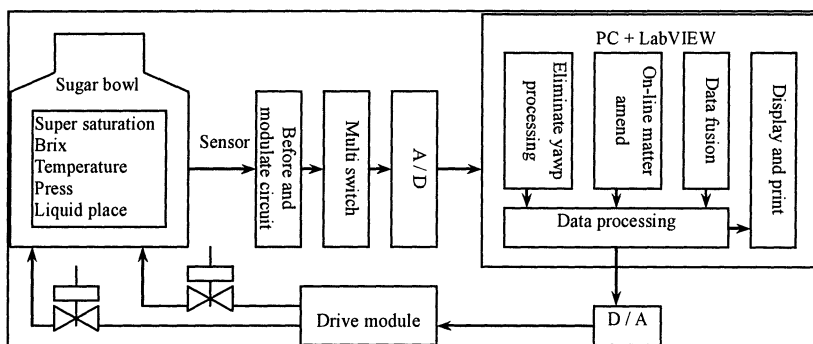 PC + LabVIEW
Sugar bowl
Super saturation
Brix
Temperature
Press
Liquid place
Sensor
Before and
modulate circuit
Multi switch
A / D
Eliminate yawp
processing
On-line matter
amend
Data fusion
Display and print
Data processing
Drive module
D / A